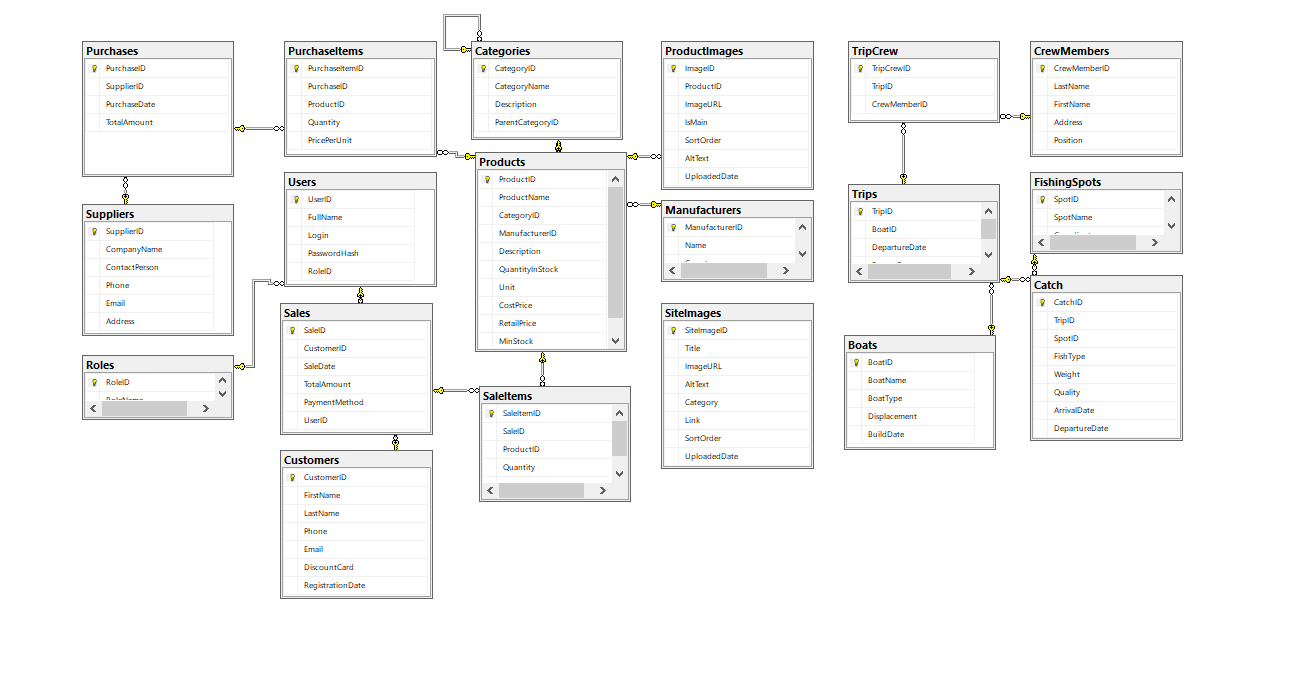 Purchases
PurchaseID
SupplierID
PurchaseDate
TotalAmount
PurchaseItems
PurchaseItemID
PurchaseID
ProductID
Quantity
PricePerUnit
Categories
CategoryID
CategoryName
Description
ParentCategoryID
ProductImages
ImageID
ProductID
ImageURL
IsMain
SortOrder
AltText
UploadedDate
TripCrew
TripCrewID
TripID
CrewMemberID
CrewMembers
CrewMemberID
LastName
FirstName
Address
Position
Suppliers
SupplierID
CompanyName
ContactPerson
Phone
Email
Address
Users
UserID
FullName
Login
PasswordHash
RoleID
Products
ProductID
ProductName
CategoryID
ManufacturerID
Description
QuantityInStock
Unit
CostPrice
RetailPrice
MinStock
Manufacturers
ManufacturerID
Name
Trips
TripID
BoatID
DepartureDate
FishingSpots
SpotID
SpotName
Roles
RoleID
RoleName
Sales
SaleID
CustomerID
SaleDate
TotalAmount
PaymentMethod
UserID
SaleItems
SaleItemID
SaleID
ProductID
Quantity
SiteImages
SiteImageID
Title
ImageURL
AltText
Category
Link
SortOrder
UploadedDate
Boats
BoatID
BoatName
BoatType
Displacement
BuildDate
Catch
CatchID
TripID
SpotID
FishType
Weight
Quality
ArrivalDate
DepartureDate
Customers
CustomerID
FirstName
LastName
Phone
Email
DiscountCard
RegistrationDate